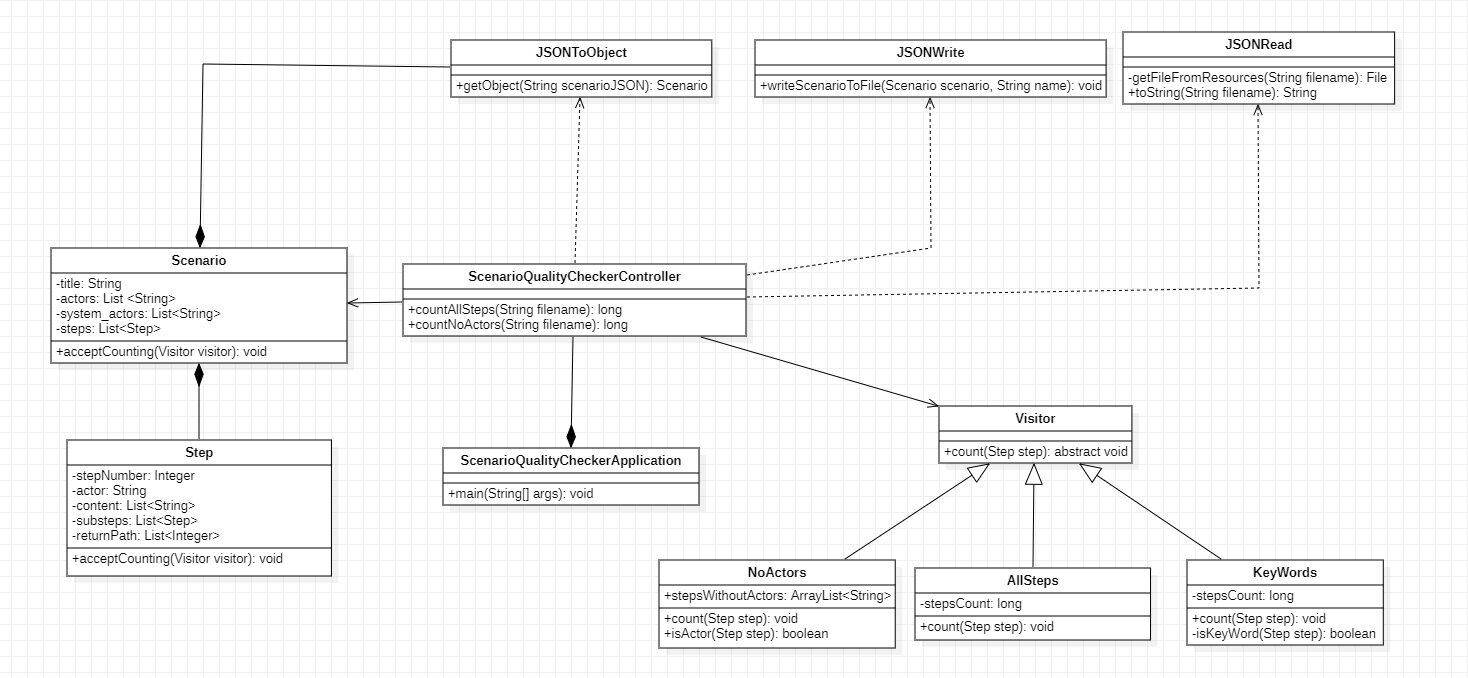 JSONToObject
+getObject(String scenarioJSON): Scenario
JSONWrite
+writeScenarioToFile(Scenario scenario, String name): void
JSONRead
-getFileFromResources(String filename): File
+toString(String filename): String
Scenario
-title: String
-actors: List <String>
-system_actors: List<String>
-steps: List<Step>
+acceptCounting(Visitor visitor): void
ScenarioQualityCheckerController
+countAllSteps(String filename): long
+countNoActors(String filename): long
Step
-stepNumber: Integer
-actor: String
-content: List<String>
-substeps: List<Step>
-returnPath: List<Integer>
+acceptCounting(Visitor visitor): void
ScenarioQualityCheckerApplication
+main(String[] args): void
Visitor
+count(Step step): abstract void
NoActors
+stepsWithoutActors: ArrayList<String>
+count(Step step): void
+isActor(Step step): boolean
AllSteps
-stepsCount: long
+count(Step step): void
KeyWords
-stepsCount: long
+count(Step step): void
-isKeyWord(Step step): boolean